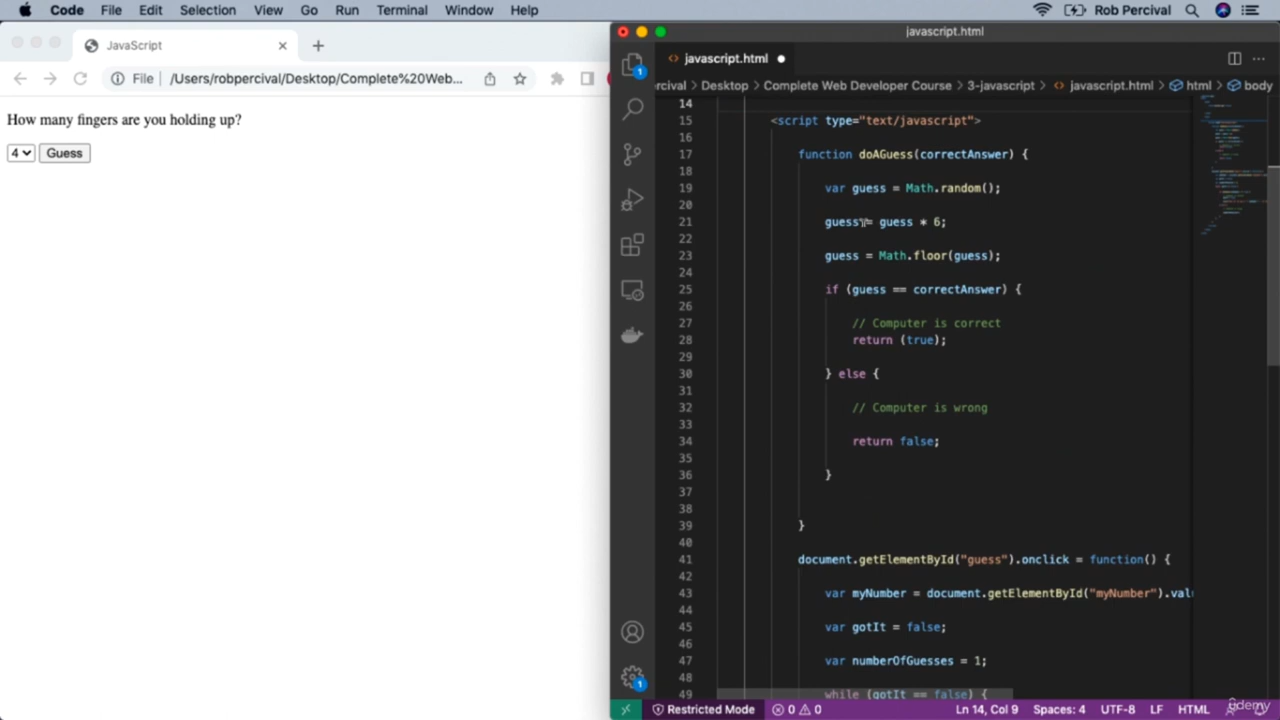 Code File Edit Selection View Go Run Terminal Window Help Rob Percival
JavaScript
File /Users/robpercival/Desktop/Complete%20Web...
How many fingers are you holding up?
4 Guess
javascript.html
javascript.html
rcival > Desktop > Complete Web Developer Course > 3-javascript > javascript.html > html > body
14
15 <script type="text/javascript">
16
17 function doAGuess(correctAnswer) {
18
19 var guess = Math.random();
20
21 guess = guess * 6;
22
23 guess = Math.floor(guess);
24
25 if (guess == correctAnswer) {
26
27 // Computer is correct
28 return (true);
29
30 } else {
31
32 // Computer is wrong
33
34 return false;
35
36 }
37
38
39 }
40
41 document.getElementById("guess").onclick = function() {
42
43 var myNumber = document.getElementById("myNumber").valu
44
45 var gotIt = false;
46
47 var numberOfGuesses = 1;
48
49 while (gotIt == false) {
1
1
Restricted Mode 0 0 Ln 14, Col 9 Spaces: 4 UTF-8 LF HTML
ûdemy